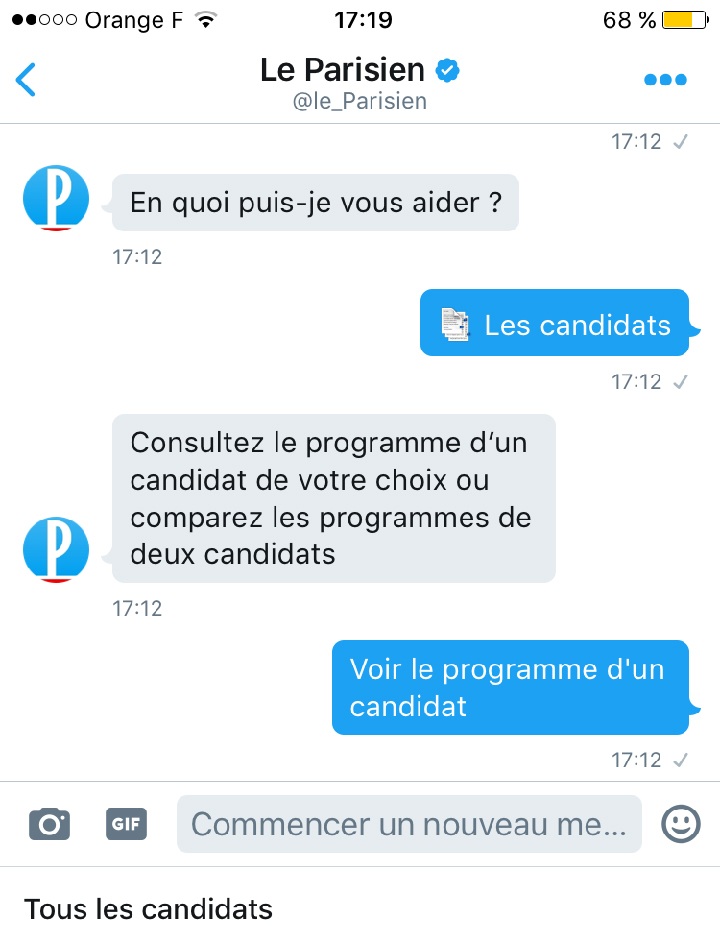 Orange F 17:19 68 %
Le Parisien
@le_Parisien
17:12
En quoi puis-je vous aider ?
17:12
Les candidats
17:12
Consultez le programme d’un
candidat de votre choix ou
comparez les programmes de
deux candidats
17:12
Voir le programme d'un
candidat
17:12
GIF
Commencer un nouveau me...
Tous les candidats